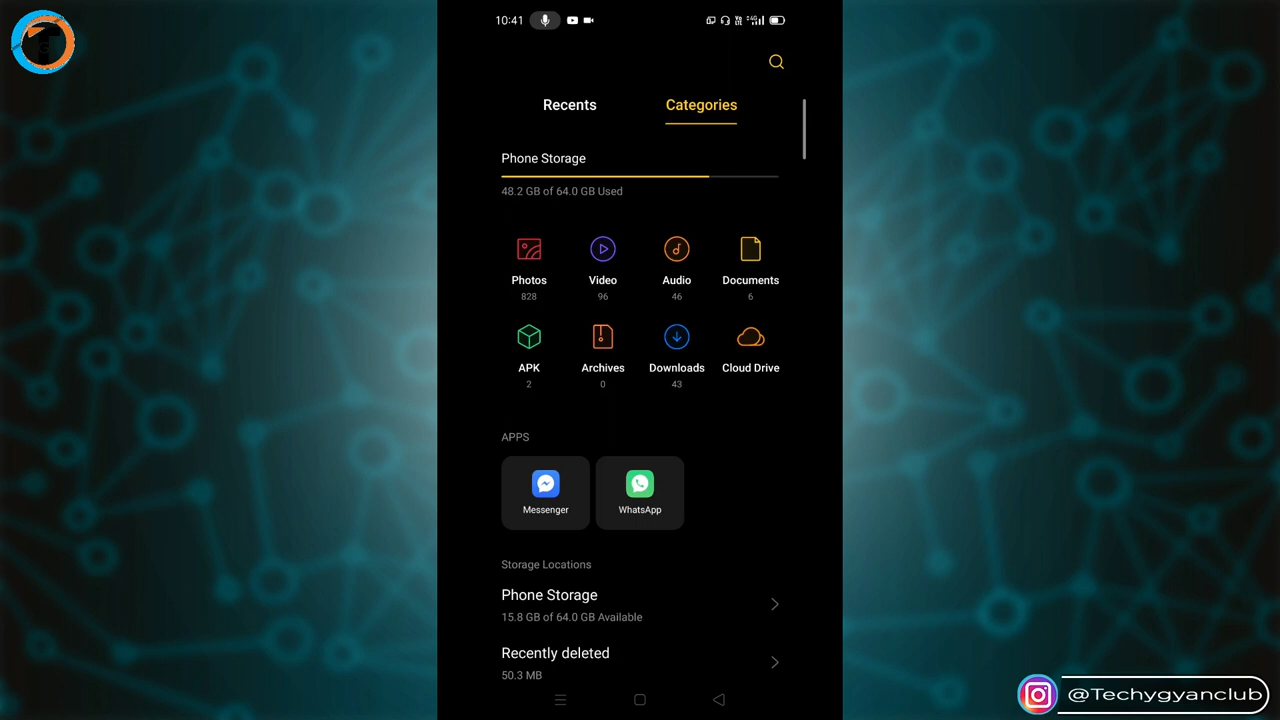 10:41
Recents
Categories
Phone Storage
48.2 GB of 64.0 GB Used
Photos
Video
Audio
Documents
828
96
46
6
APK
Archives
Downloads
Cloud Drive
2
0
43
APPS
Messenger
WhatsApp
Storage Locations
Phone Storage
15.8 GB of 64.0 GB Available
Recently deleted
50.3 MB
@Techygyanclub